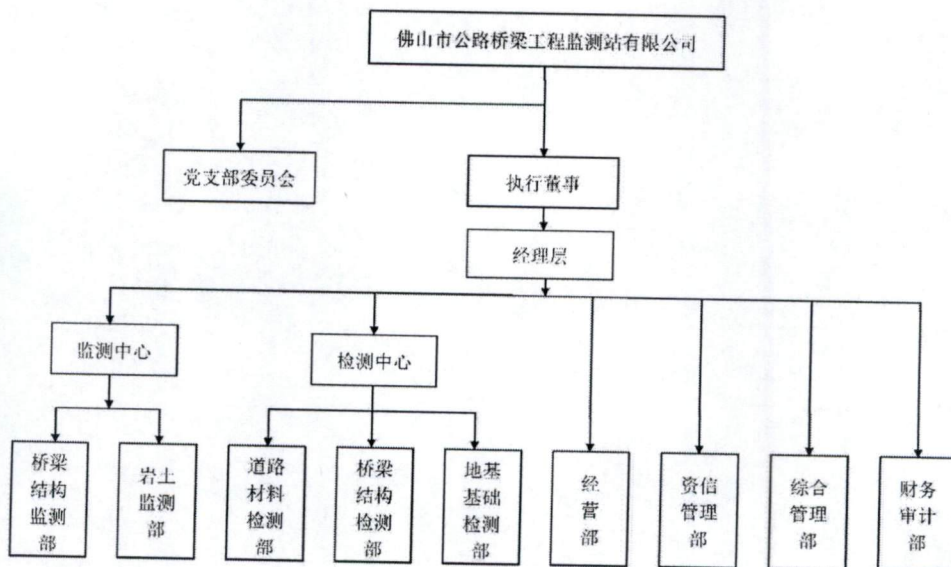 佛山市公路桥梁工程监测站有限公司
党支部委员会
执行董事
经理层
监测中心
检测中心
桥梁
结构
监测
部
岩土
监测
部
道路
材料
检测
部
桥梁
结构
检测
部
地基
基础
检测
部
经
营
部
资信
管理
部
综合
管理
部
财务
审计
部